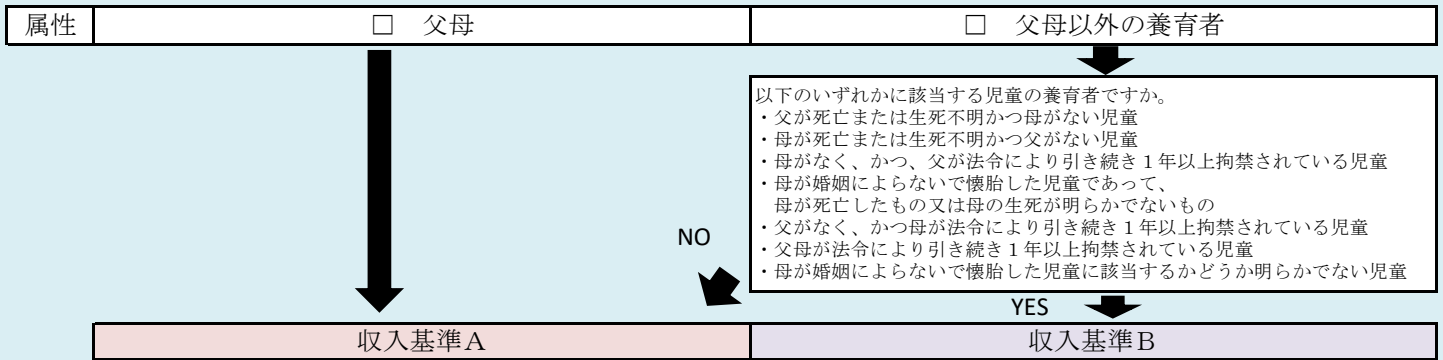 属性
□ 父母
□ 父母以外の養育者
以下のいずれかに該当する児童の養育者ですか。
・父が死亡または生死不明かつ母がない児童
・母が死亡または生死不明かつ父がない児童
・母がなく、かつ、父が法令により引き続き1年以上拘禁されている児童
・母が婚姻によらないで懐胎した児童であって、
母が死亡したもの又は母の生死が明らかでないもの
・父がなく、かつ母が法令により引き続き1年以上拘禁されている児童
・父母が法令により引き続き1年以上拘禁されている児童
・母が婚姻によらないで懐胎した児童に該当するかどうか明らかでない児童
NO
YES
収入基準A
収入基準B